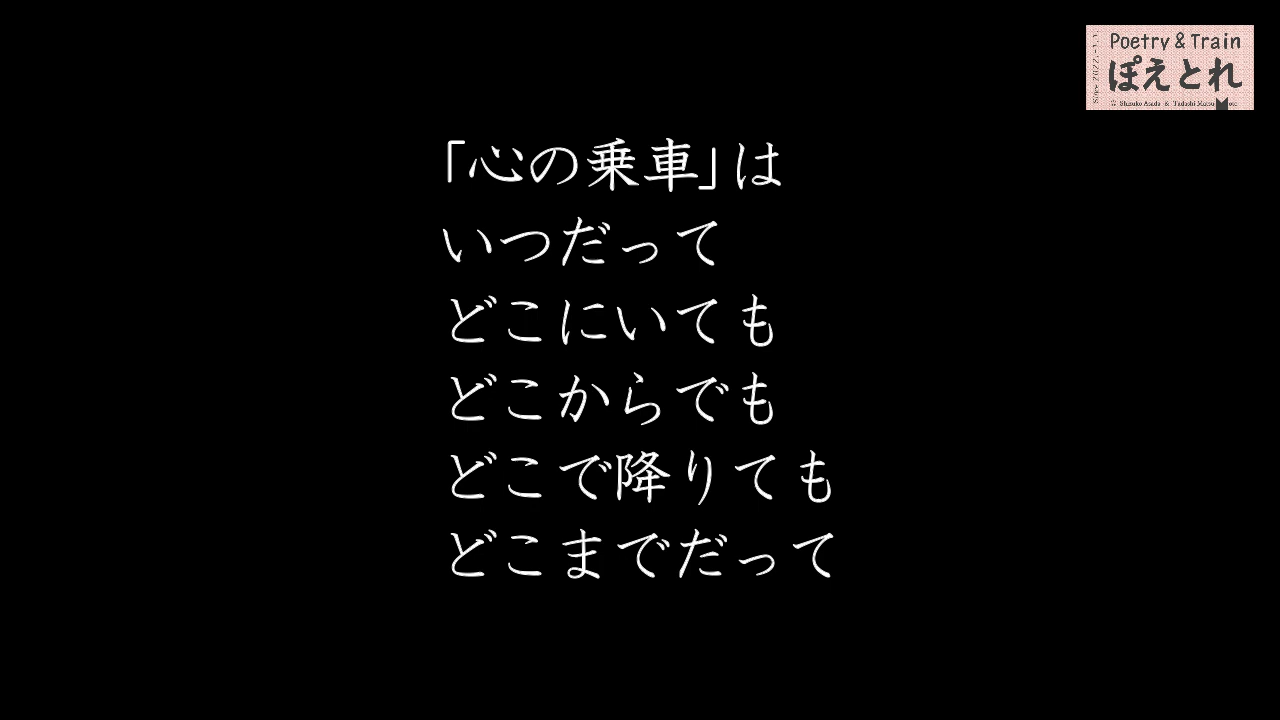 Poetry & Train
ぽえとれ
「心の乗車」は
いつだって
どこにいても
どこからでも
どこで降りても
どこまでだって